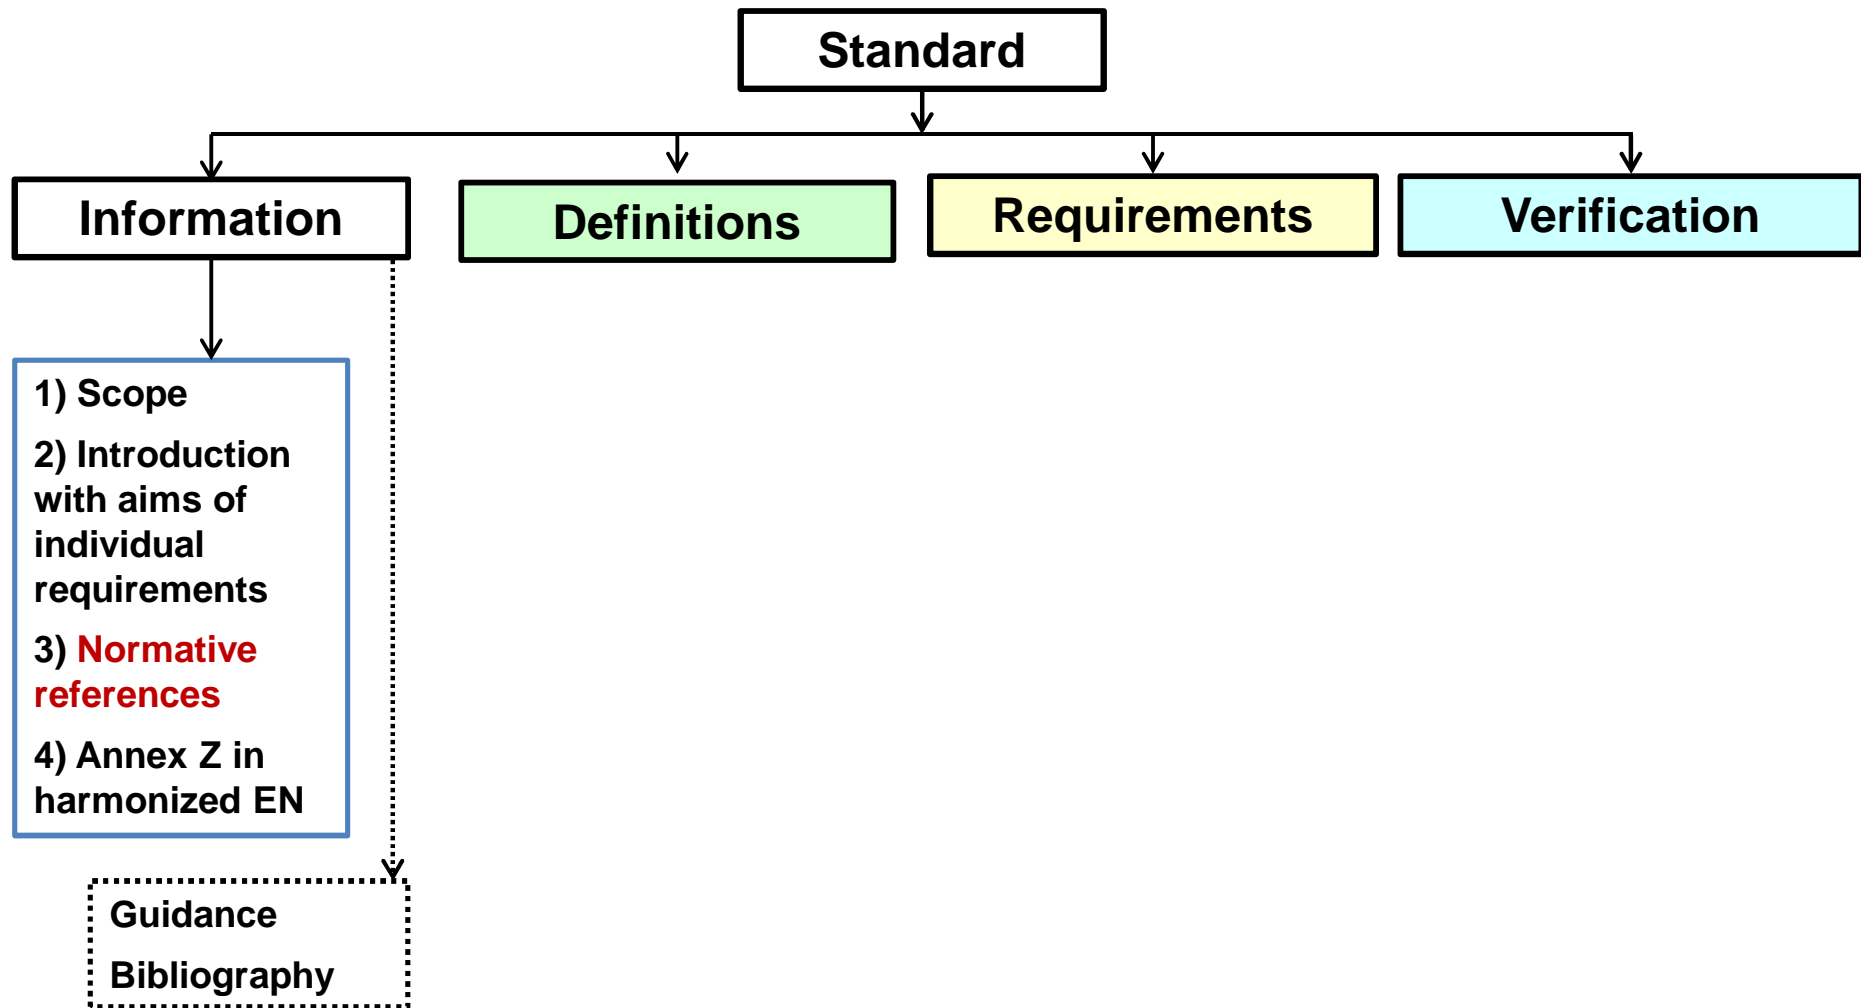 Standard
Information
Definitions
Requirements
Verification
1) Scope
2) Introduction
with aims of
individual
requirements
3) Normative
references
4) Annex Z in
harmonized EN
Guidance
Bibliography